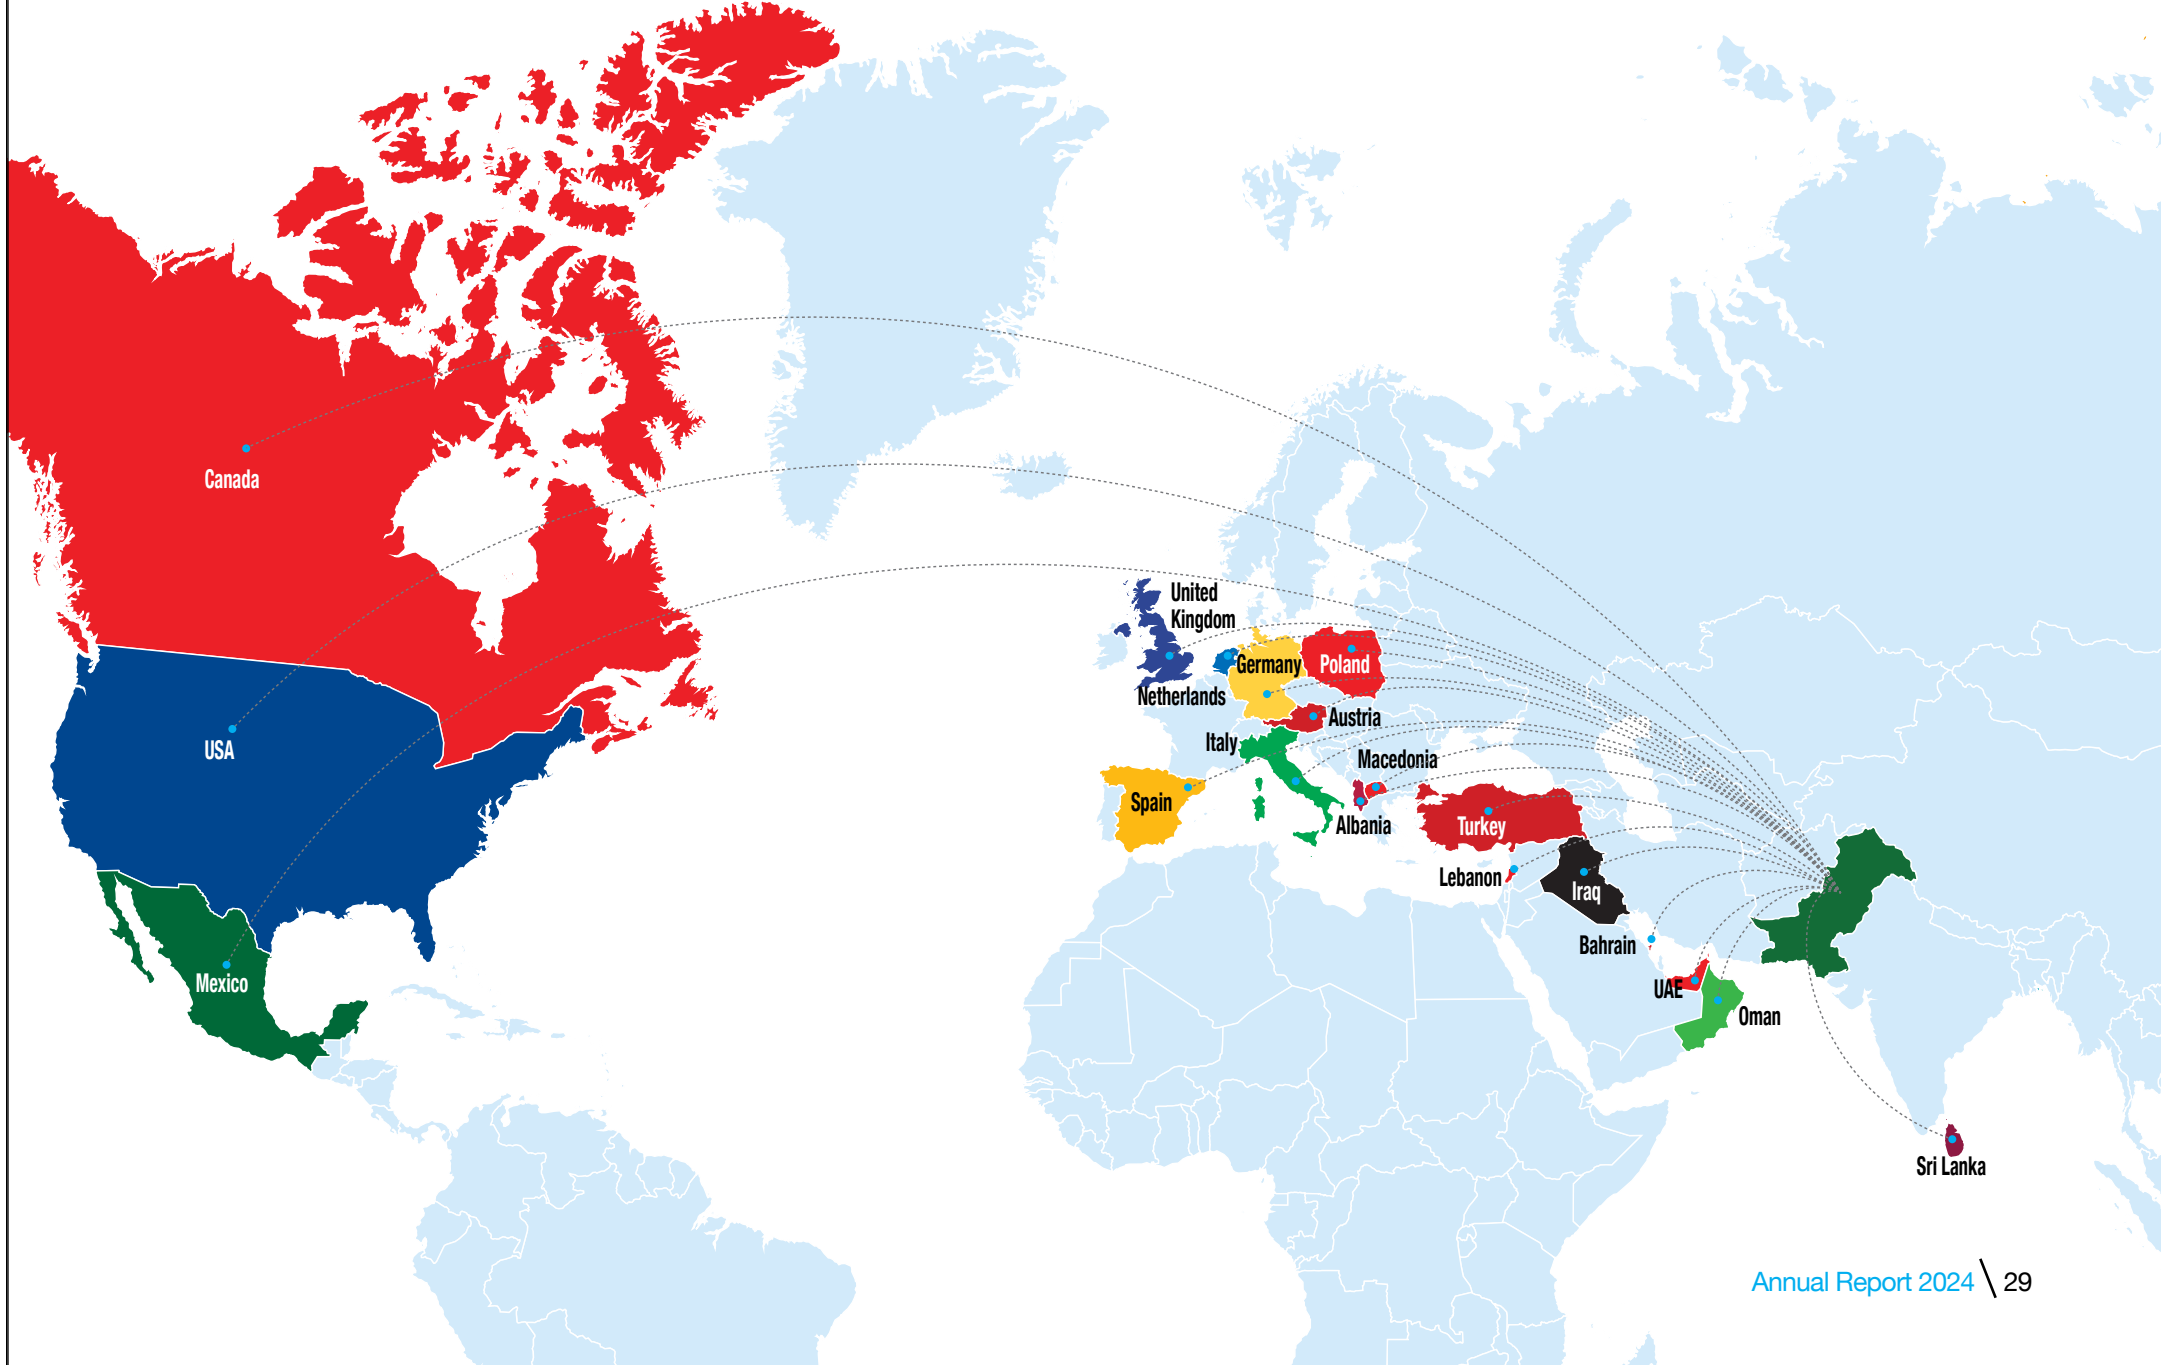 Canada
USA
Mexico
United
Kingdom
Netherlands
Germany
Poland
Austria
Italy
Macedonia
Spain
Albania
Turkey
Lebanon
Iraq
Bahrain
UAE
Oman
Sri Lanka
Annual Report 2024 \ 29